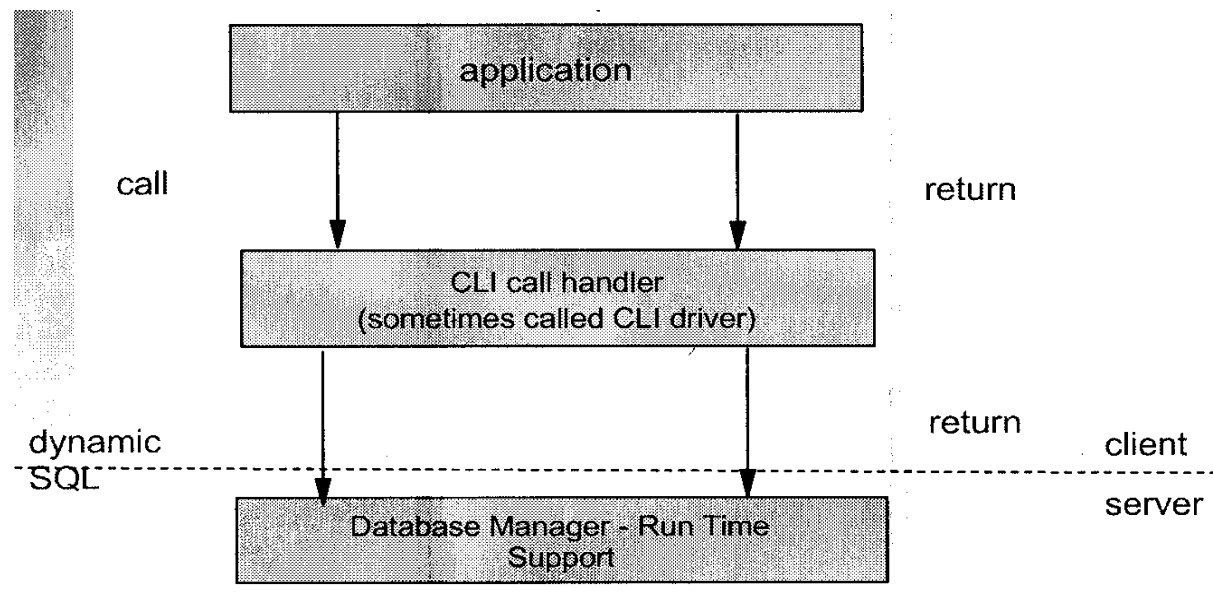 application
call
return
CLI call handler
(sometimes called CLI driver)
return
dynamic
client
SQL
server
Database Manager - Run Time
Support